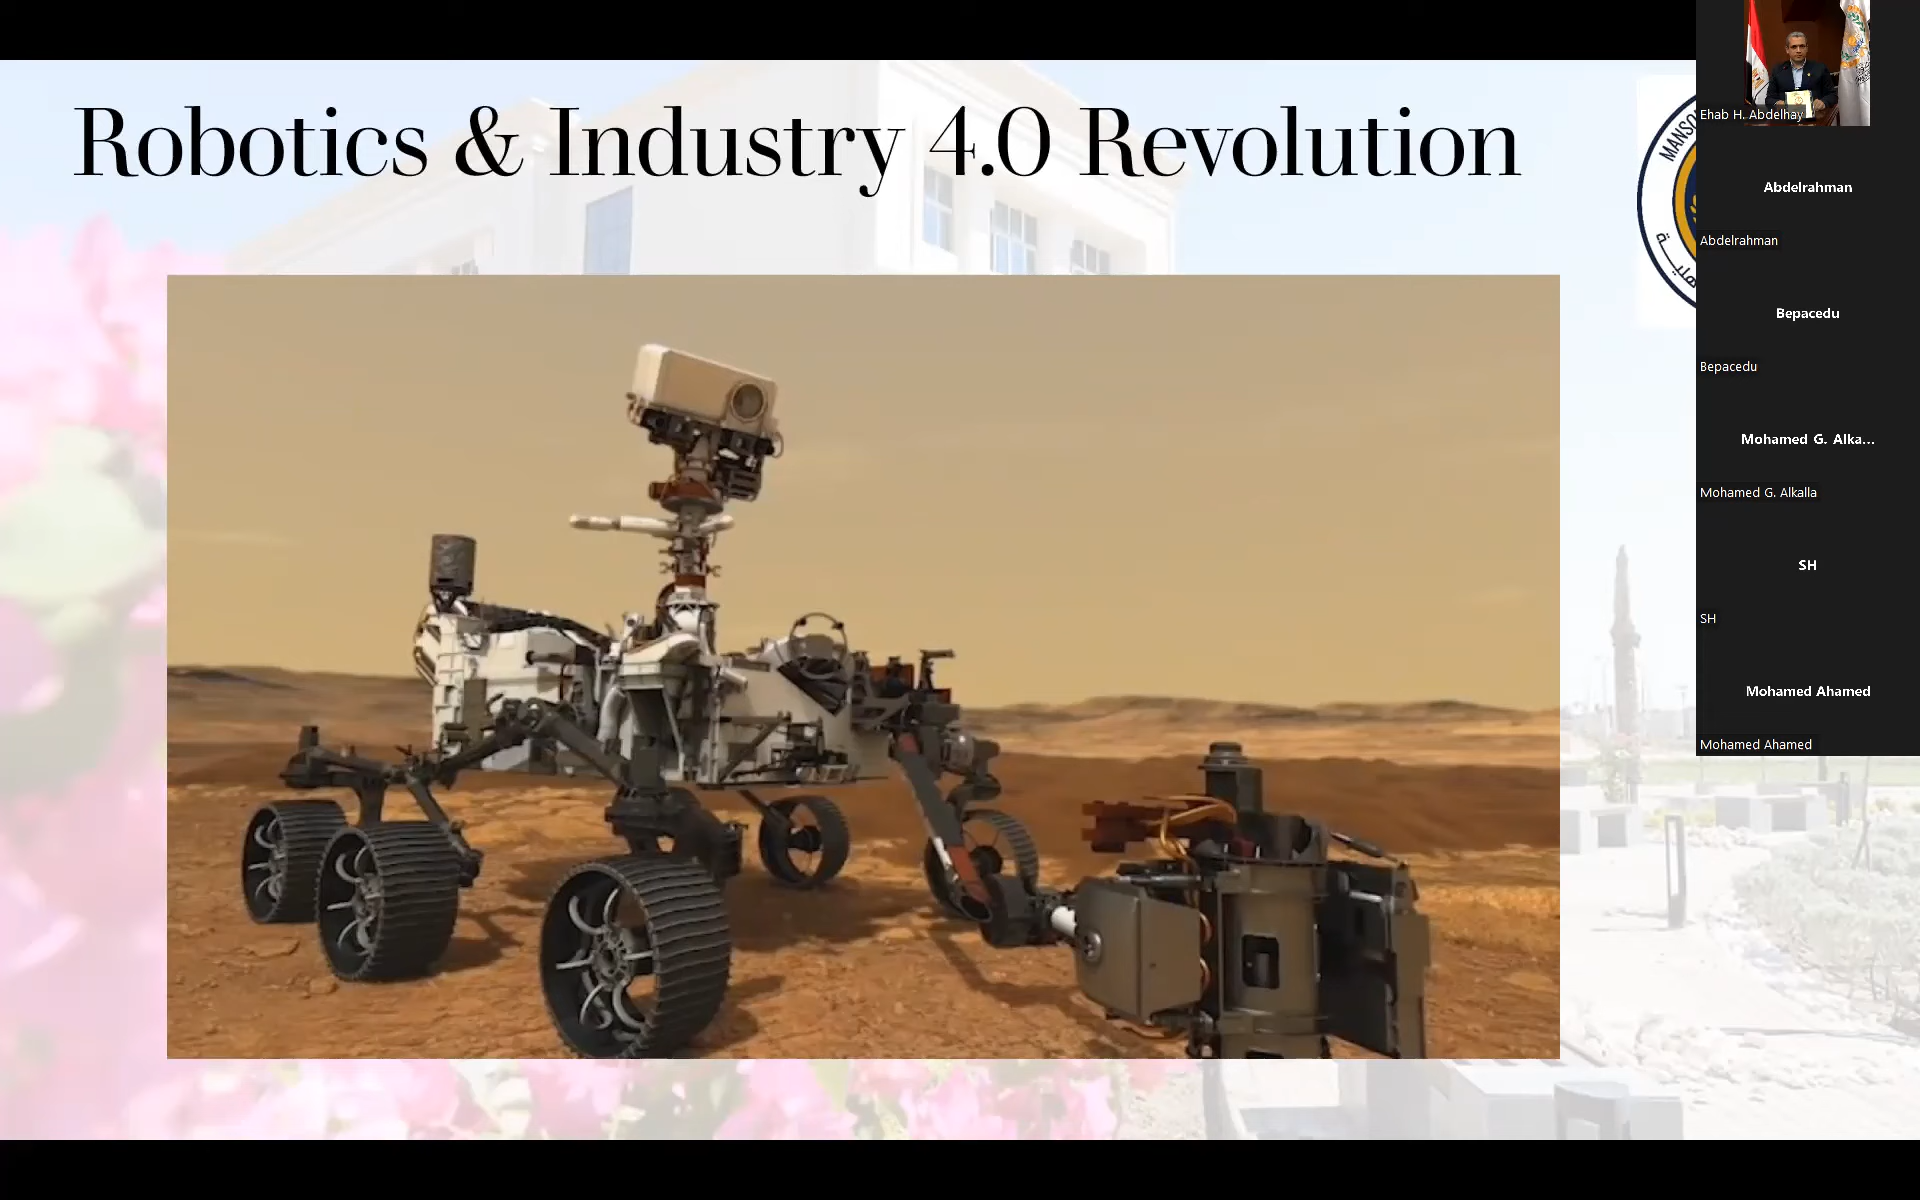 Robotics & Industry 4.0 Revolution
Ehab H. Abdelhay
Abdelrahman
Abdelrahman
Bepacedu
Bepacedu
Mohamed G. Alka...
Mohamed G. Alkalla
SH
SH
Mohamed Ahamed
Mohamed Ahamed